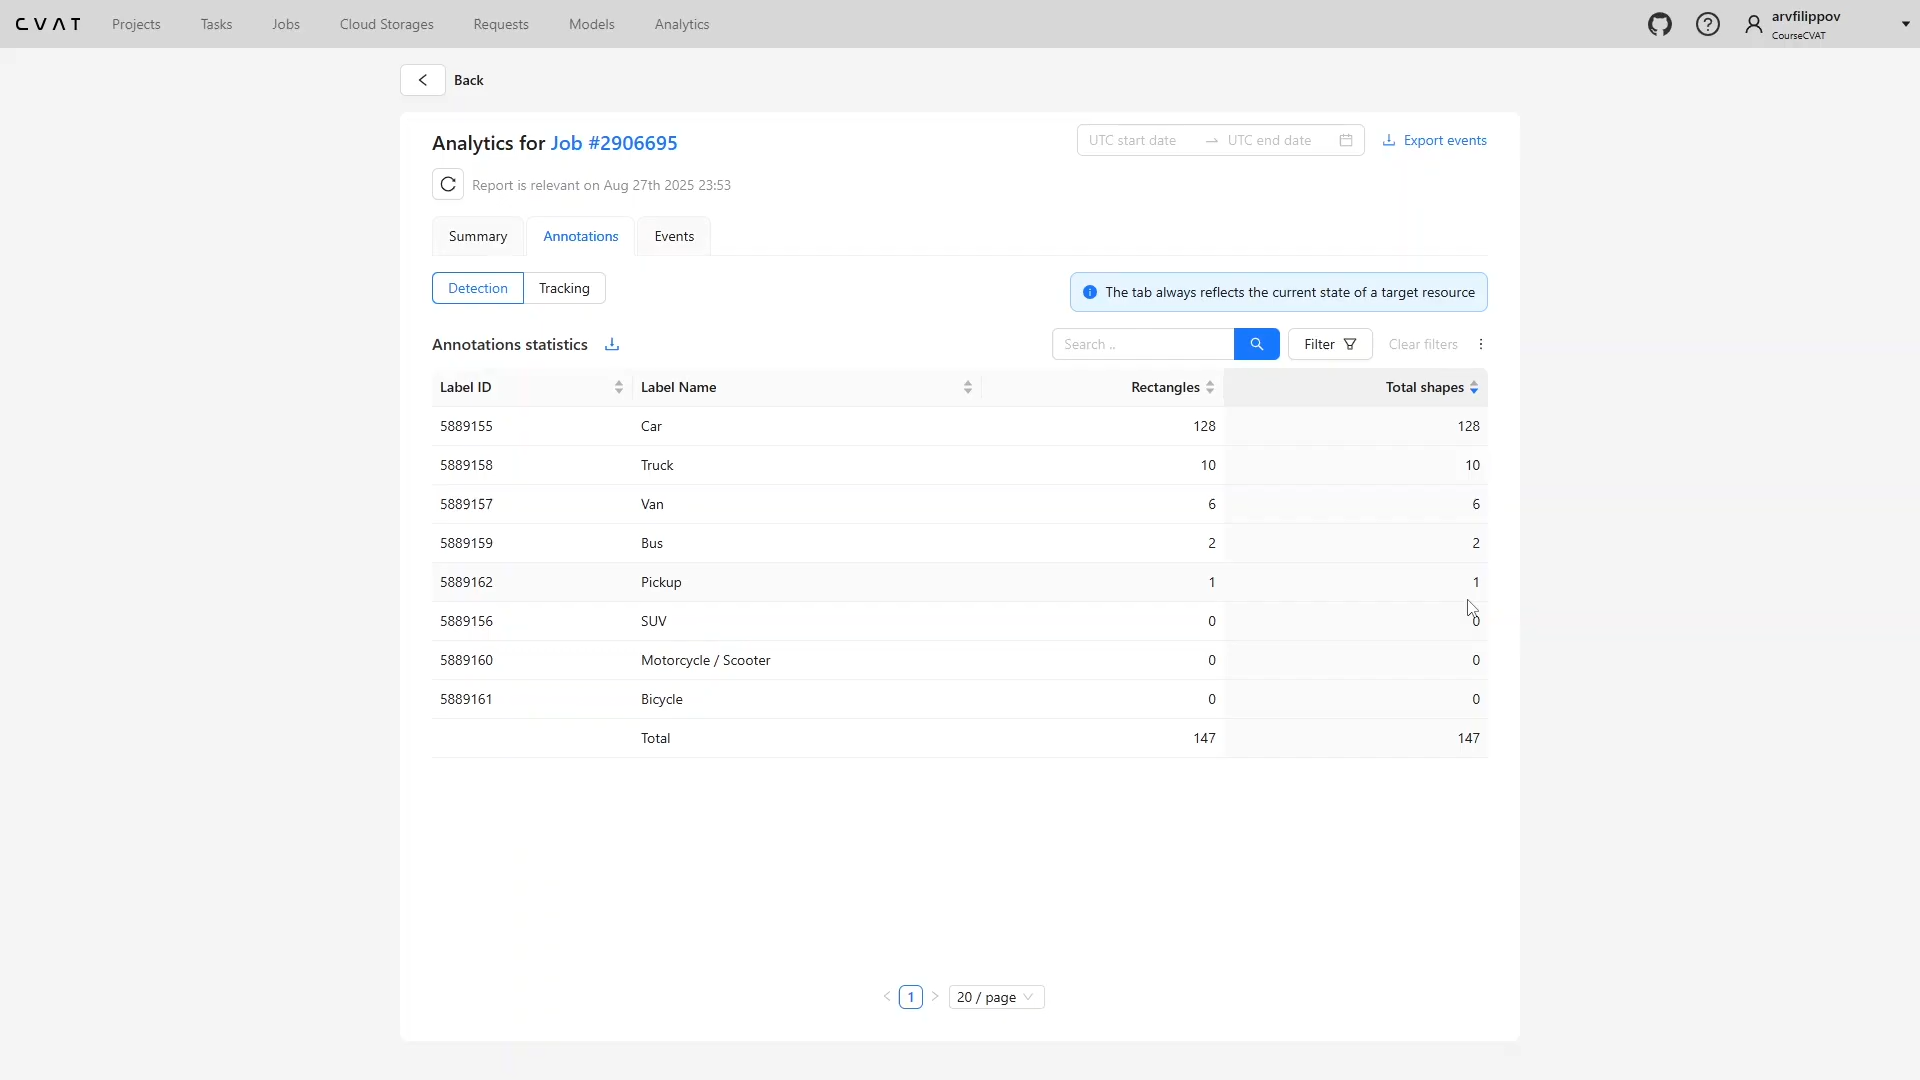 CVAT Projects Tasks Jobs Cloud Storages Requests Models Analytics arvfilippov
CourseCVAT
Back
Analytics for Job #2906695 UTC start date UTC end date Export events
Report is relevant on Aug 27th 2025 23:53
Summary Annotations Events
Detection Tracking The tab always reflects the current state of a target resource
Annotations statistics Search .. Filter Clear filters
Label ID Label Name Rectangles Total shapes
5889155 Car 128 128
5889158 Truck 10 10
5889157 Van 6 6
5889159 Bus 2 2
5889162 Pickup 1 1
5889156 SUV 0 0
5889160 Motorcycle / Scooter 0 0
5889161 Bicycle 0 0
Total 147 147
1 20 / page